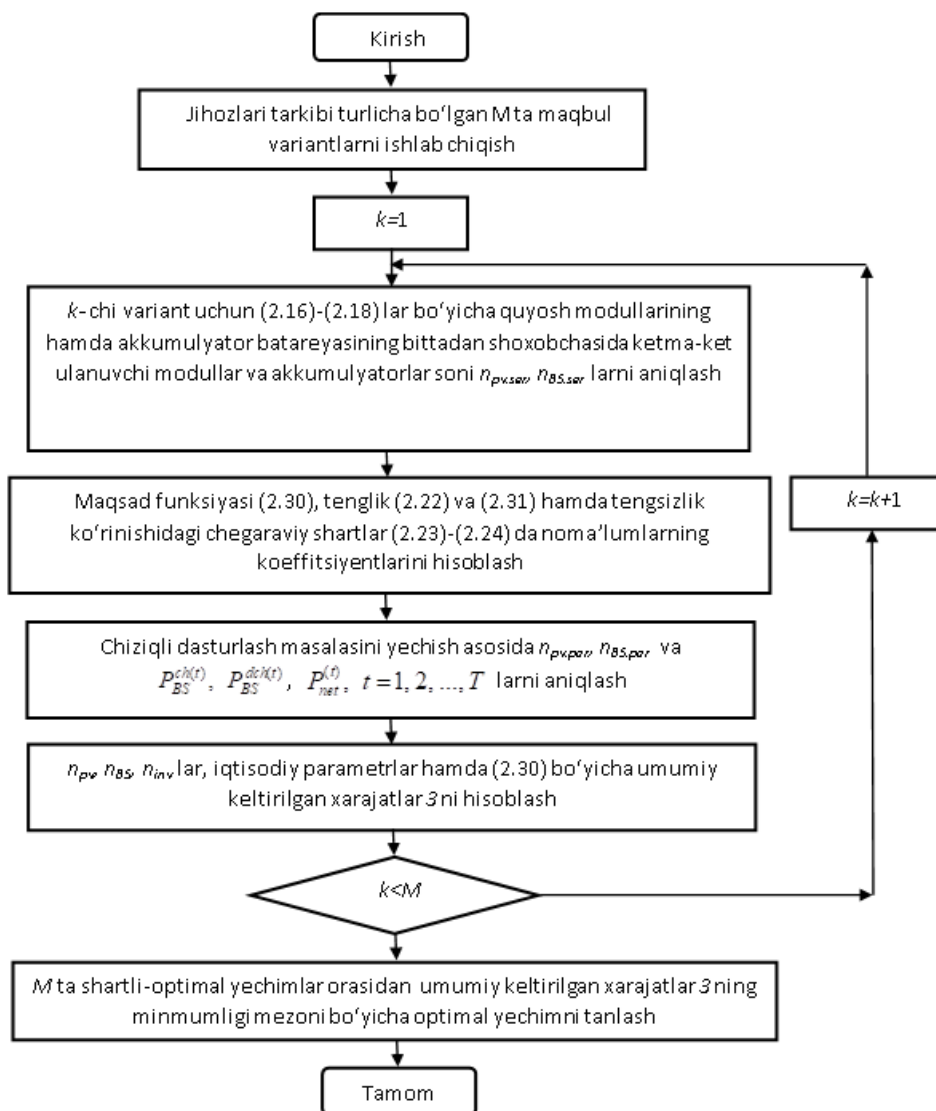 Kirish
Jihozlari tarkibi turlicha bo‘lgan M ta maqbul
variantlarni ishlab chiqish
k=1
k- chi variant uchun (2.16)-(2.18) lar bo‘yicha quyosh modullarining
hamda akkumulyator batareyasining bittadan shoxobchasida ketma-ket
ulanuvchi modullar va akkumulyatorlar soni n_{pv.ser}, n_{BS.ser} larni aniqlash
Maqsad funksiyasi (2.30), tenglik (2.22) va (2.31) hamda tengsizlik
ko‘rinishidagi chegaraviy shartlar (2.23)-(2.24) da noma’lumlarning
koeffitsiyentlarini hisoblash
k=k+1
Chiziqli dasturlash masalasini yechish asosida n_{pv.par}, n_{BS.par} va
P_{BS}^{ch(t)}, P_{BS}^{dch(t)}, P_{net}^{(t)}, t=1, 2, ..., T larni aniqlash
n_{pv}, n_{BS}, n_{inv} lar, iqtisodiy parametrlar hamda (2.30) bo‘yicha umumiy
keltirilgan xarajatlar З ni hisoblash
k<M
M ta shartli-optimal yechimlar orasidan umumiy keltirilgan xarajatlar З ning
minmumligi mezoni bo‘yicha optimal yechimni tanlash
Tamom